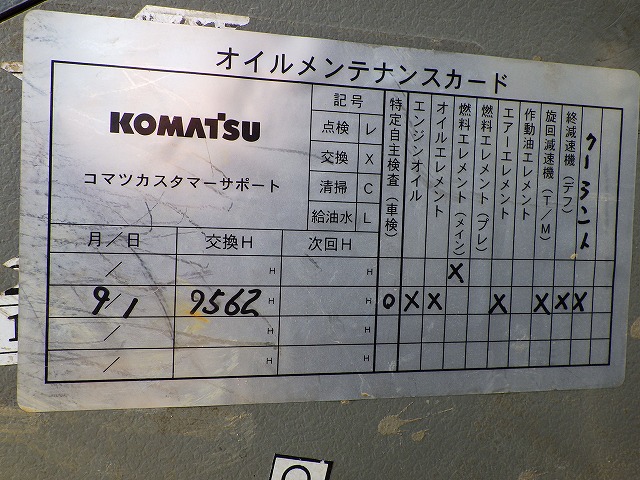 オイルメンテナンスカード
KOMATSU
コマツカスタマーサポート
記号
点検 レ
交換 X
清掃 C
給油水 L
特定自主検査(車検)
エンジンオイル
オイルエレメント
燃料エレメント(メイン)
燃料エレメント(プレ)
エアーエレメント
作動油エレメント
旋回減速機(T/M)
終減速機(デフ)
クーラント
月/日 交換H 次回H
/ H H X
9/1 9562H H O X X X X X X
/ H H
/ H H